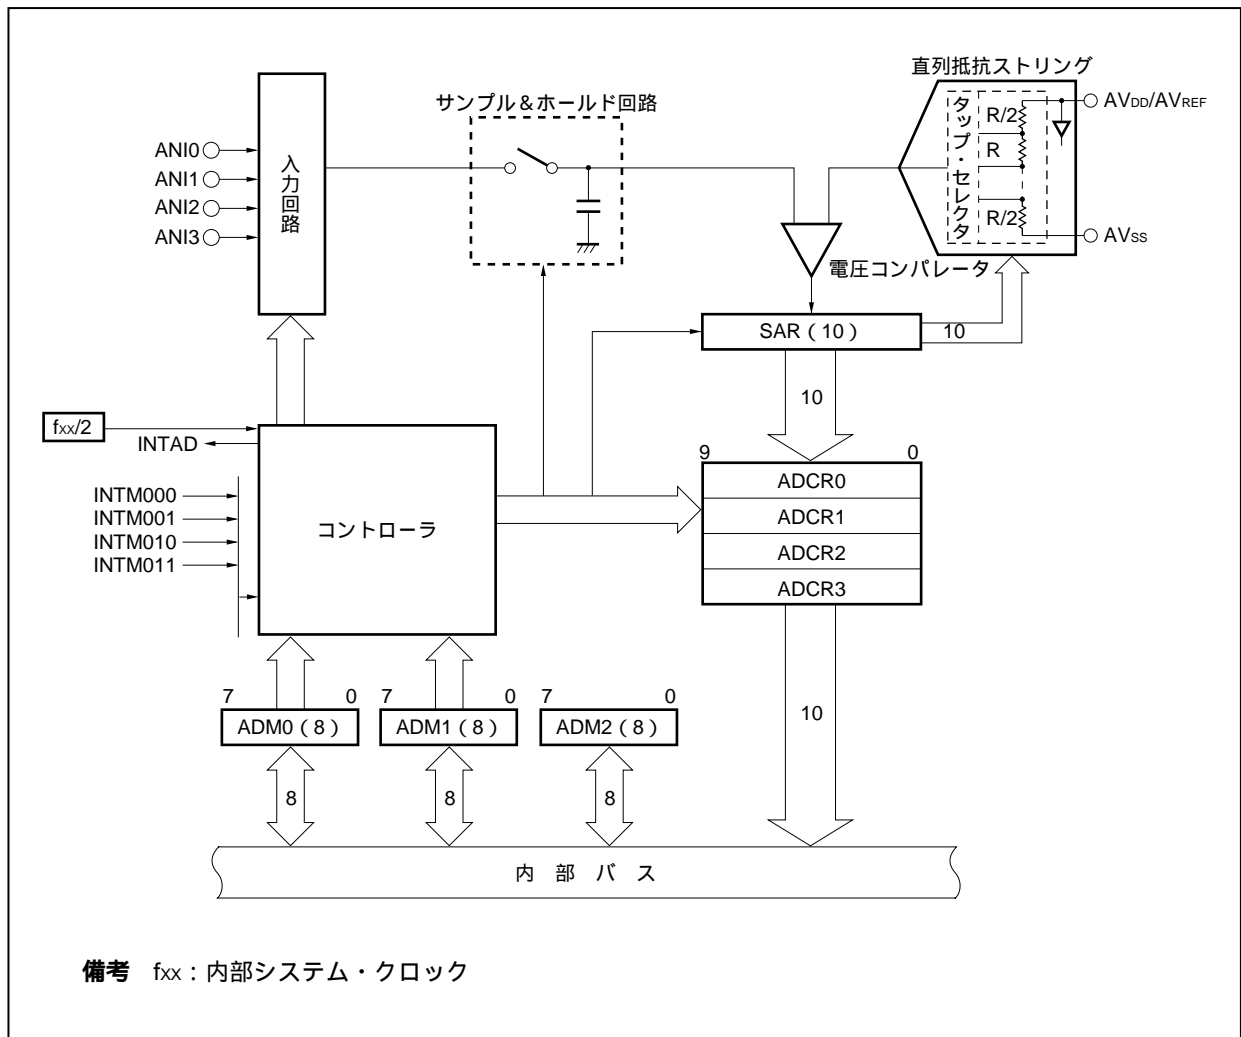 直列抵抗ストリング
サンプル＆ホールド回路
AVDD/AVREF
R/2
R
R/2
タップ・セレクタ
AVSS
ANI0
ANI1
ANI2
ANI3
入力回路
電圧コンパレータ
SAR（10）
10
10
fXX/2
INTAD
INTM000
INTM001
INTM010
INTM011
コントローラ
9 0
ADCR0
ADCR1
ADCR2
ADCR3
7 0 7 0 7 0
ADM0（8） ADM1（8） ADM2（8）
10
8 8 8
内 部 バ ス
備考 fXX：内部システム・クロック